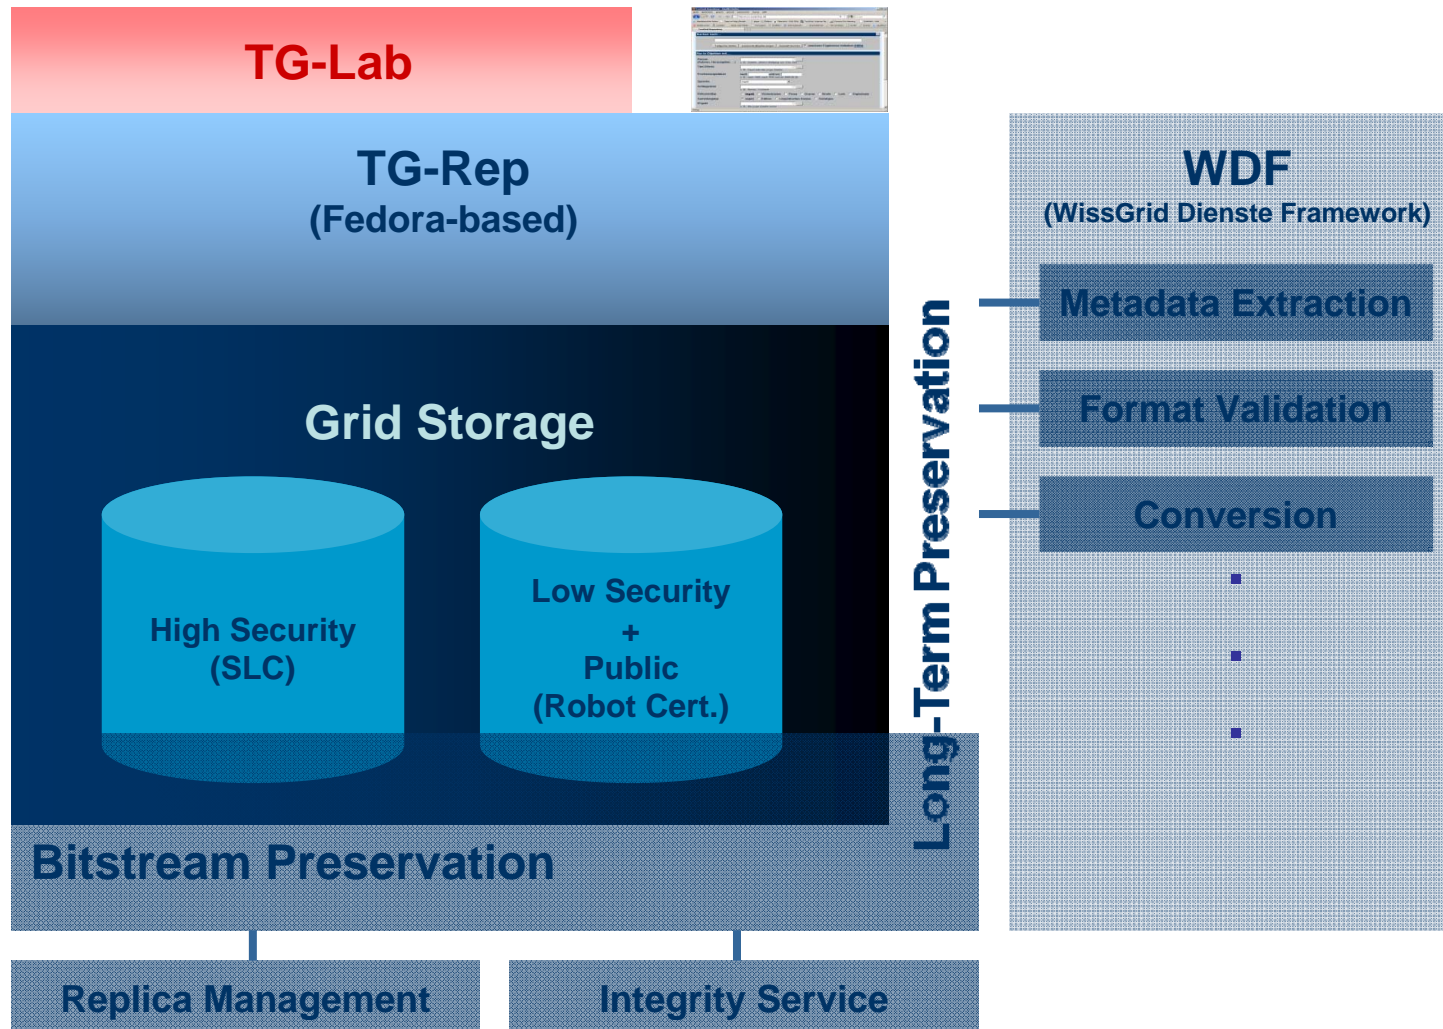 TG-Lab
TG-Rep
(Fedora-based)
WDF
(WissGrid Dienste Framework)
Metadata Extraction
Format Validation
Conversion
Long-Term Preservation
Grid Storage
High Security
(SLC)
Low Security
+
Public
(Robot Cert.)
Bitstream Preservation
Replica Management
Integrity Service